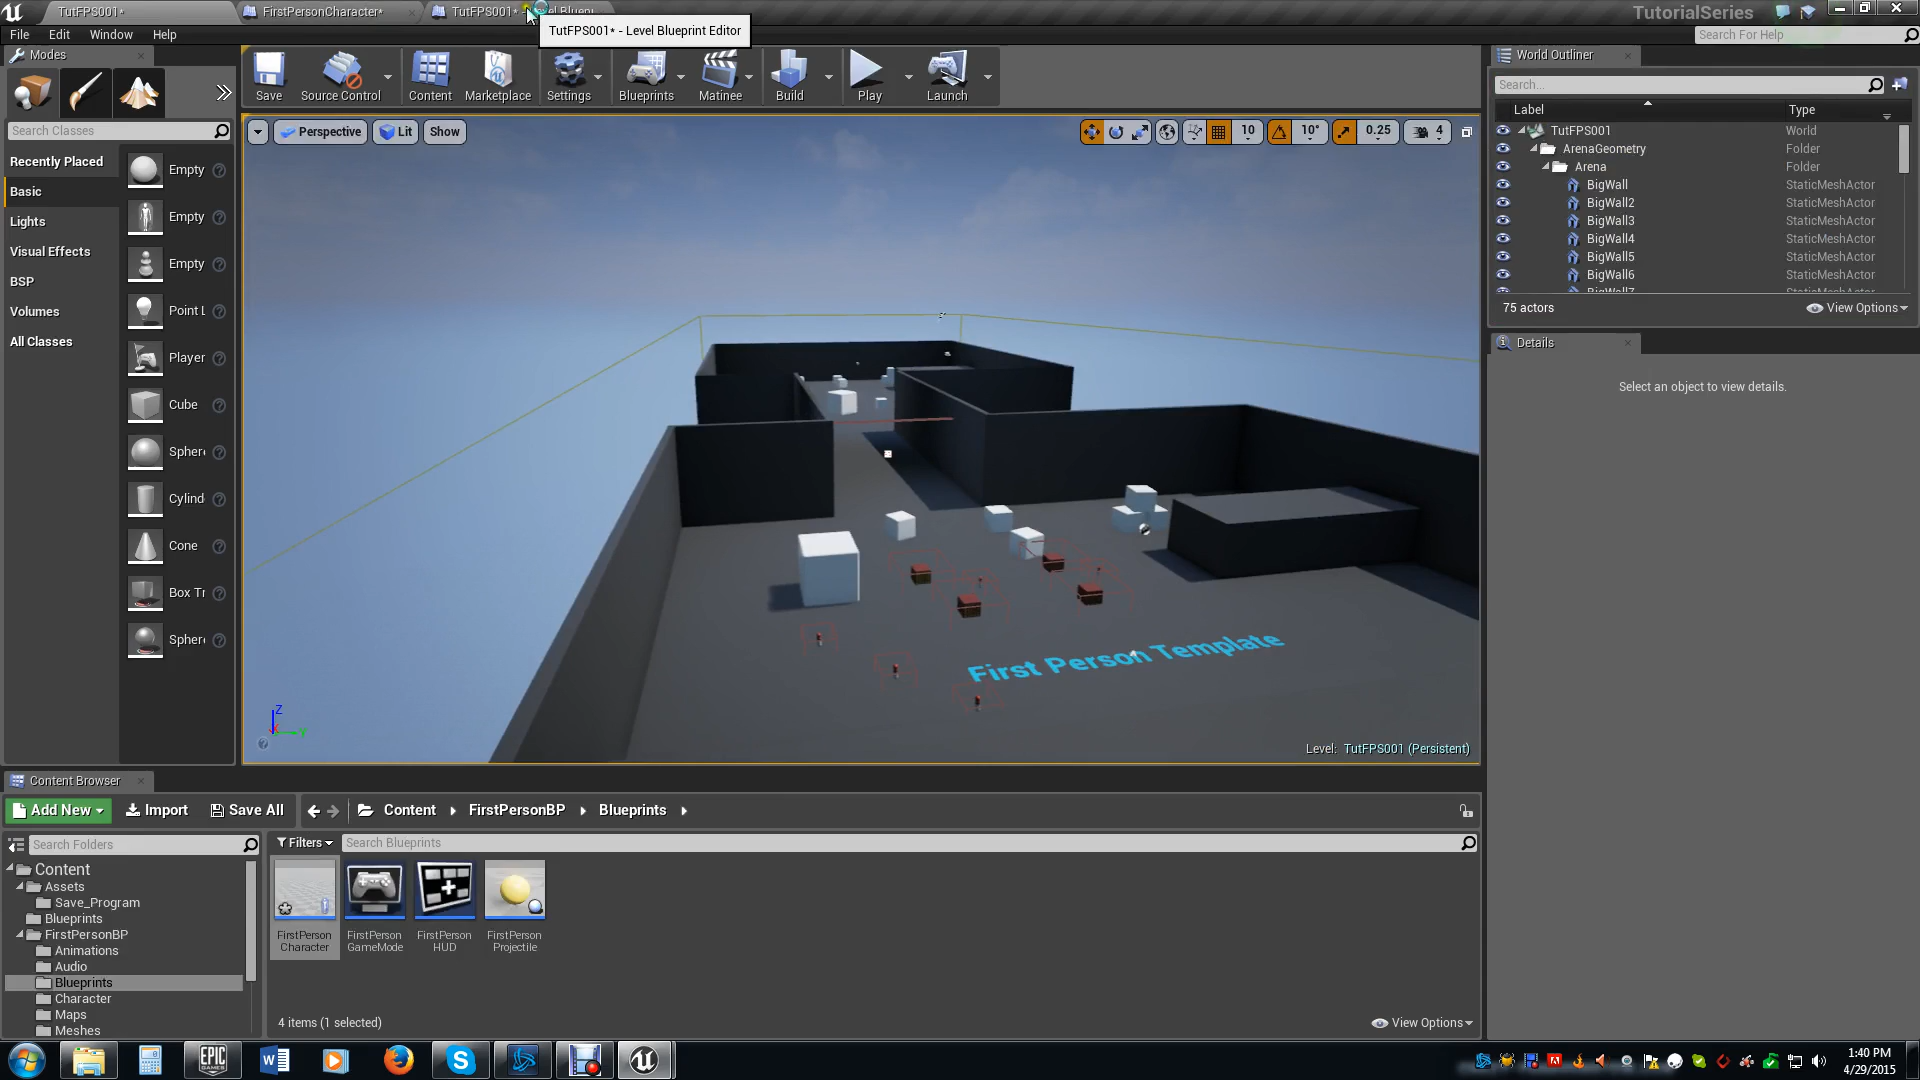 TutFPS001*
FirstPersonCharacter*
TutFPS001*
TutorialSeries
TutFPS001* - Level Blueprint Editor
File Edit Window Help
Search For Help
Modes
Save
Source Control
Content
Marketplace
Settings
Blueprints
Matinee
Build
Play
Launch
Search Classes
Recently Placed
Basic
Lights
Visual Effects
BSP
Volumes
All Classes
Empty
Empty
Empty
Point L
Player
Cube
Sphere
Cylind
Cone
Box Tr
Sphere
Perspective
Lit
Show
10
10°
0.25
4
First Person Template
Z
Level: TutFPS001 (Persistent)
World Outliner
Search...
Label Type
TutFPS001 World
ArenaGeometry Folder
Arena Folder
BigWall StaticMeshActor
BigWall2 StaticMeshActor
BigWall3 StaticMeshActor
BigWall4 StaticMeshActor
BigWall5 StaticMeshActor
BigWall6 StaticMeshActor
BigWall7 StaticMeshActor
75 actors
View Options
Details
Select an object to view details.
Content Browser
Add New
Import
Save All
Content
FirstPersonBP
Blueprints
Search Folders
Filters
Search Blueprints
Content
Assets
Save_Program
Blueprints
FirstPersonBP
Animations
Audio
Blueprints
Character
Maps
Meshes
FirstPerson
Character
FirstPerson
GameMode
FirstPerson
HUD
FirstPerson
Projectile
4 items (1 selected)
View Options
EPIC
GAMES
1:40 PM
4/29/2015